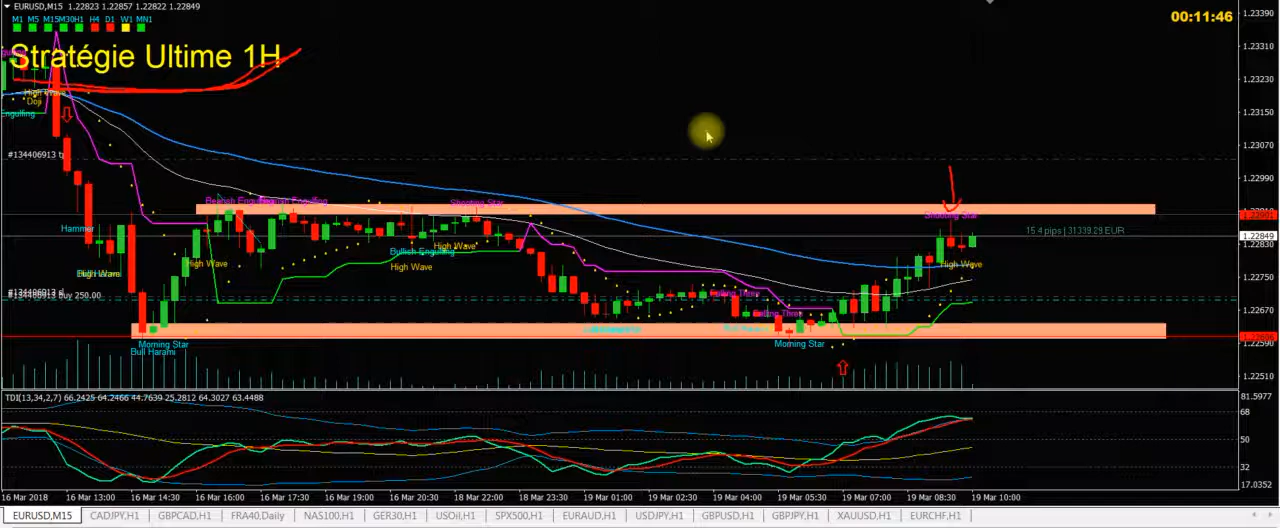 EURUSD,M15 1.22823 1.22857 1.22822 1.22849
M1 M5 M15 M30 H1 H4 D1 W1 MN1
00:11:46
Stratégie Ultime 1H
High Wave
Doji
Engulfing
#134406913 tp
Hammer
Bearish Engulfing
Shooting Star
Shooting Star
15.4 pips | 31339.29 EUR
High Wave
Bullish Engulfing
High Wave
High Wave
High Wave
#134406913 sl
#134406913 buy 250.00
Falling Three
Falling Three
Morning Star
Bull Harami
Morning Star
1.23390
1.23310
1.23230
1.23150
1.23070
1.22990
1.22849
1.22830
1.22750
1.22670
1.22590
1.22510
TDI(13,34,2,7) 66.2425 64.2466 44.7639 25.2812 64.3027 63.4488
81.5977
68
50
32
17.0352
16 Mar 2018 16 Mar 13:00 16 Mar 14:30 16 Mar 16:00 16 Mar 17:30 16 Mar 19:00 16 Mar 20:30 18 Mar 22:00 18 Mar 23:30 19 Mar 01:00 19 Mar 02:30 19 Mar 04:00 19 Mar 05:30 19 Mar 07:00 19 Mar 08:30 19 Mar 10:00
EURUSD,M15 CADJPY,H1 GBPCAD,H1 FRA40,Daily NAS100,H1 GER30,H1 USOil,H1 SPX500,H1 EURAUD,H1 USDJPY,H1 GBPUSD,H1 GBPJPY,H1 XAUUSD,H1 EURCHF,H1